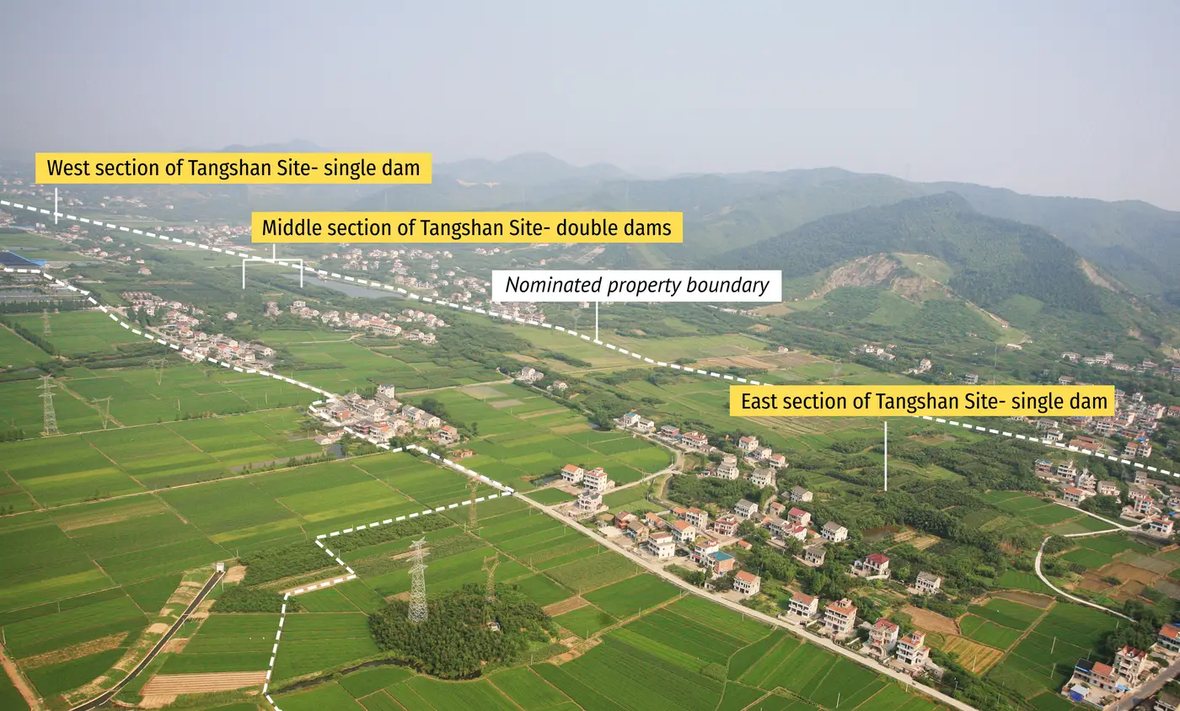 West section of Tangshan Site- single dam
Middle section of Tangshan Site- double dams
Nominated property boundary
East section of Tangshan Site- single dam